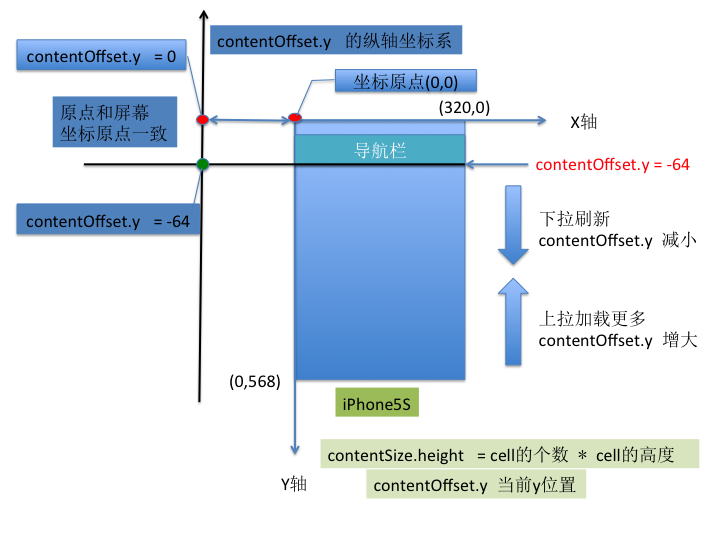 contentOffset.y 的纵轴坐标系
contentOffset.y = 0
坐标原点(0,0)
(320,0)
原点和屏幕
坐标原点一致
X轴
导航栏
contentOffset.y = -64
contentOffset.y = -64
下拉刷新
contentOffset.y 减小
上拉加载更多
contentOffset.y 增大
(0,568)
iPhone5S
contentSize.height = cell的个数 * cell的高度
Y轴
contentOffset.y 当前y位置